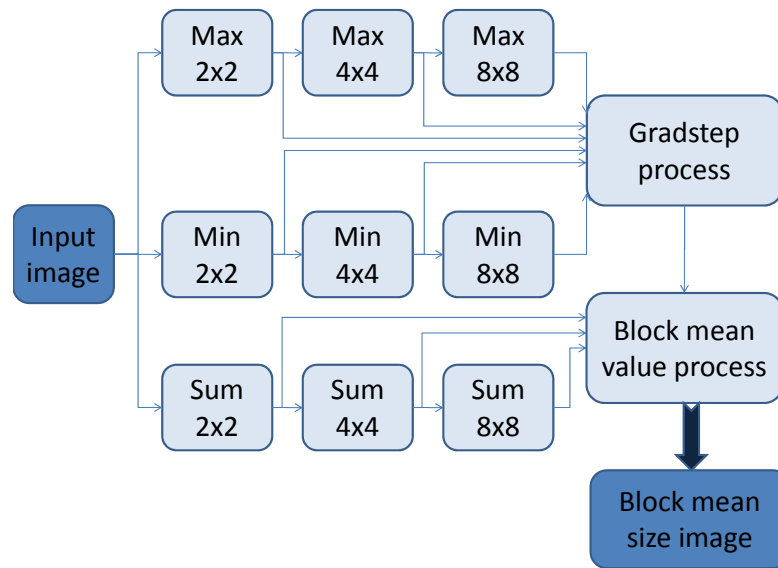 Max
2x2
Max
4x4
Max
8x8
Gradstep
process
Input
image
Min
2x2
Min
4x4
Min
8x8
Block mean
value process
Sum
2x2
Sum
4x4
Sum
8x8
Block mean
size image